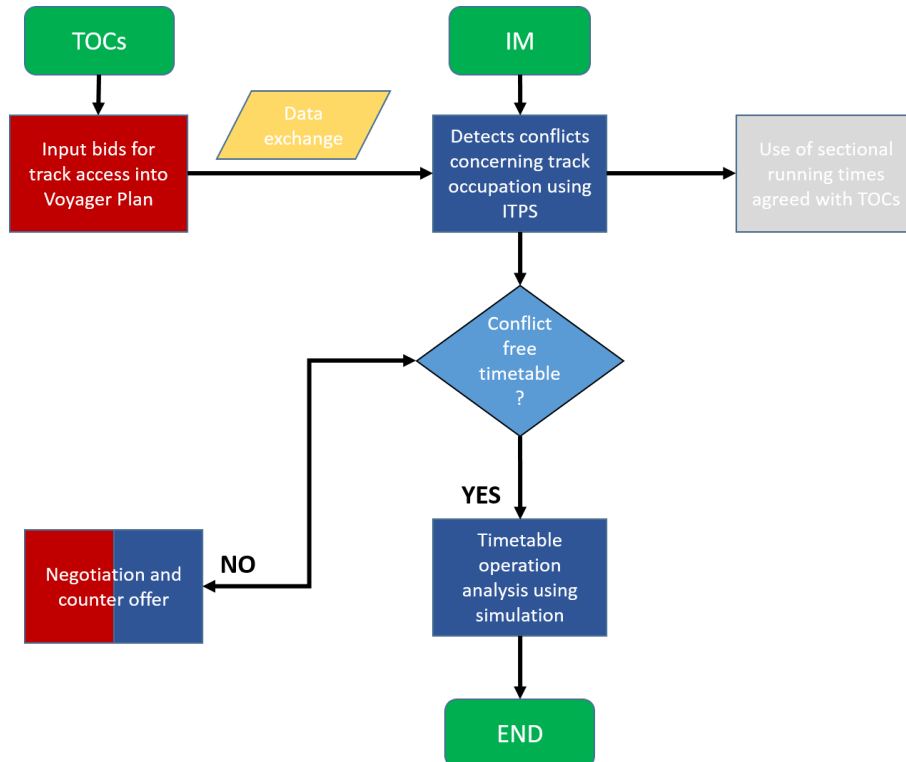 TOCs
IM
Data
exchange
Input bids for
track access into
Voyager Plan
Detects conflicts
concerning track
occupation using
ITPS
Use of sectional
running times
agreed with TOCs
Conflict
free
timetable
?
YES
NO
Negotiation and
counter offer
Timetable
operation
analysis using
simulation
END